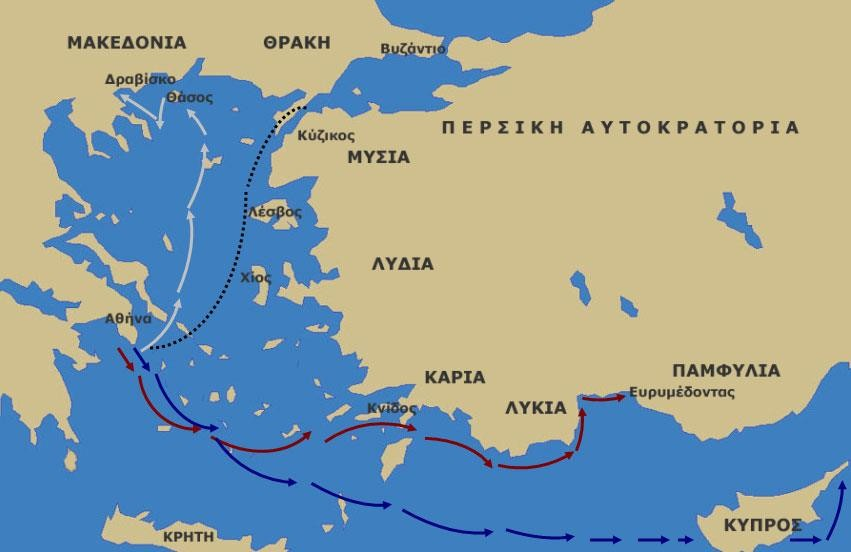 ΜΑΚΕΔΟΝΙΑ
ΘΡΑΚΗ
Βυζάντιο
Δραβίσκο
Θάσος
Κύζικος
ΠΕΡΣΙΚΗ ΑΥΤΟΚΡΑΤΟΡΙΑ
ΜΥΣΙΑ
Λέσβος
ΛΥΔΙΑ
Χίος
Αθήνα
ΠΑΜΦΥΛΙΑ
ΚΑΡΙΑ
Ευρυμέδοντας
Κνίδος
ΛΥΚΙΑ
ΚΥΠΡΟΣ
ΚΡΗΤΗ